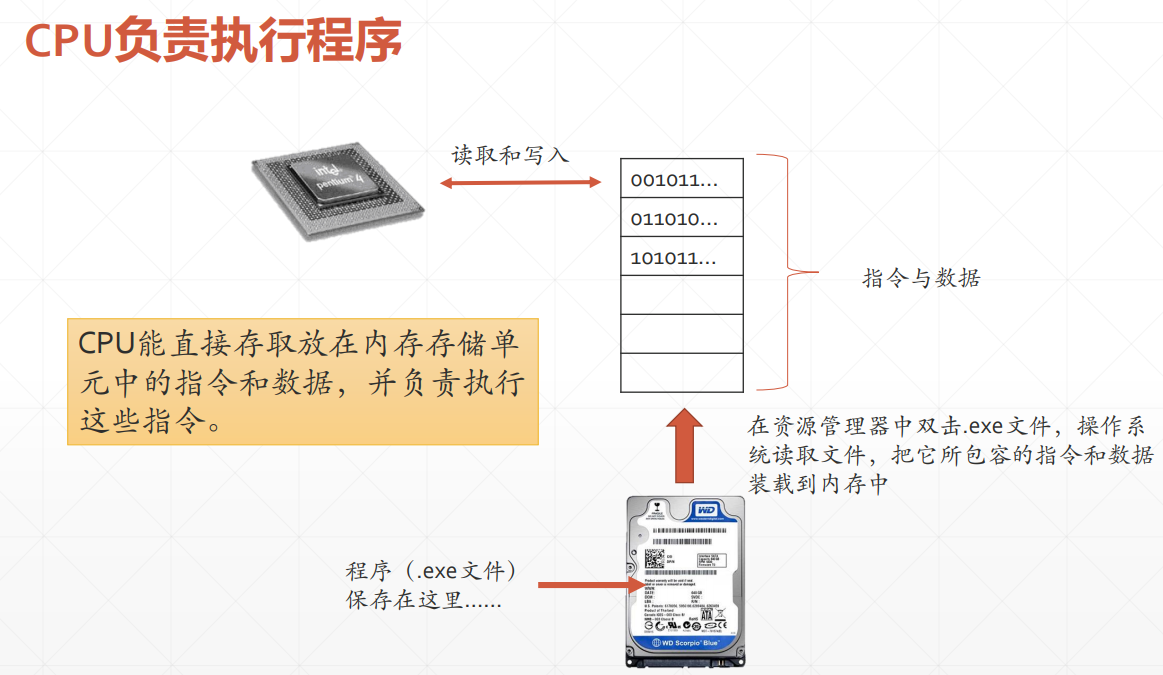 CPU负责执行程序
intel
pentium 4
读取和写入
001011...
011010...
101011...
指令与数据
CPU能直接存取放在内存存储单
元中的指令和数据，并负责执行
这些指令。
在资源管理器中双击.exe文件，操作系
统读取文件，把它所包容的指令和数据
装载到内存中
程序（.exe文件）
保存在这里......
WD
SATA
WD Scorpio Blue